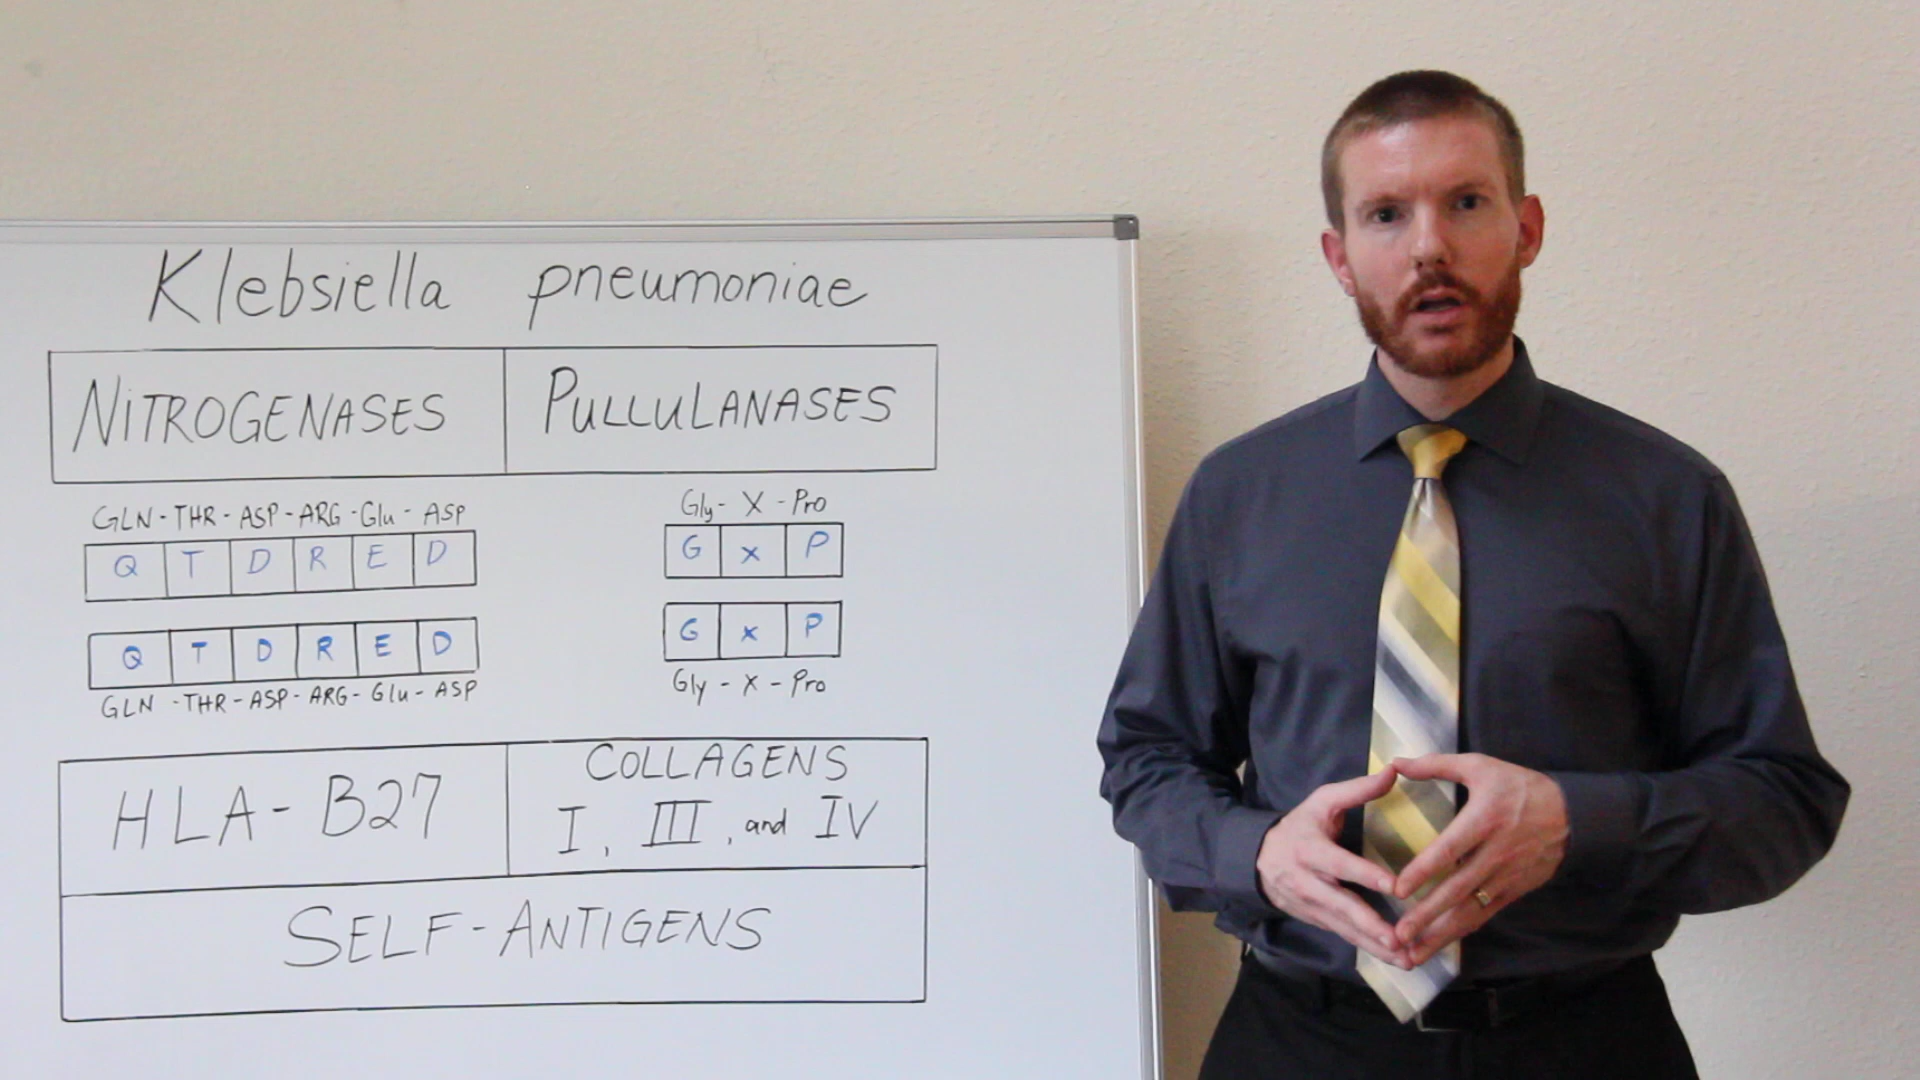 Klebsiella pneumoniae
NiTROGENASES PULLULANASES
GLN - THR - ASP - ARG - Glu - ASP Gly - X - Pro
Q T D R E D G x P
Q T D R E D G x P
GLN - THR - ASP - ARG - Glu - ASP Gly - x - Pro
HLA - B27 COLLAGENS
I, III, and IV
SELF - ANTIGENS